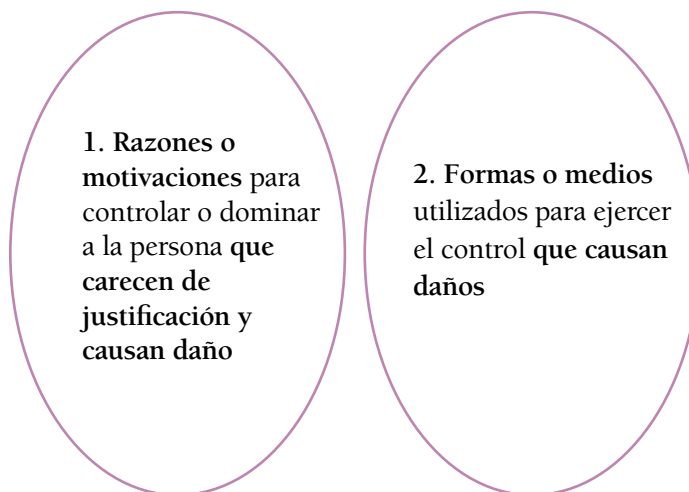 1. Razones o
motivaciones para
controlar o dominar
a la persona que
carecen de
justificación y
causan daño
2. Formas o medios
utilizados para ejercer
el control que causan
daños